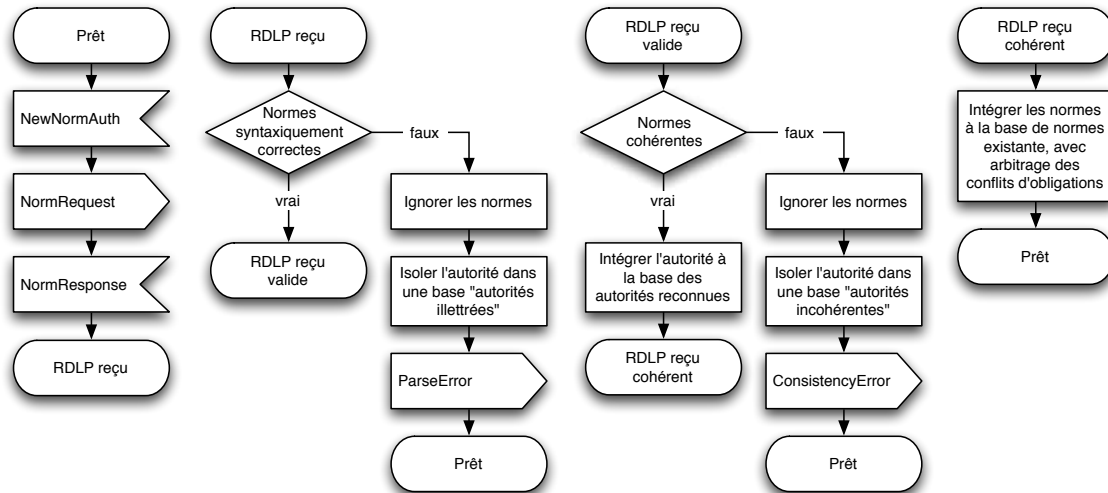 Prêt
NewNormAuth
NormRequest
NormResponse
RDLP reçu
RDLP reçu
Normes
syntaxiquement
correctes
faux
vrai
RDLP reçu
valide
Ignorer les normes
Isoler l'autorité dans
une base "autorités
illettrées"
ParseError
Prêt
RDLP reçu
valide
Normes
cohérentes
faux
vrai
Intégrer l'autorité à
la base des
autorités reconnues
RDLP reçu
cohérent
Ignorer les normes
Isoler l'autorité dans
une base "autorités
incohérentes"
ConsistencyError
Prêt
RDLP reçu
cohérent
Intégrer les normes
à la base de normes
existante, avec
arbitrage des
conflits d'obligations
Prêt